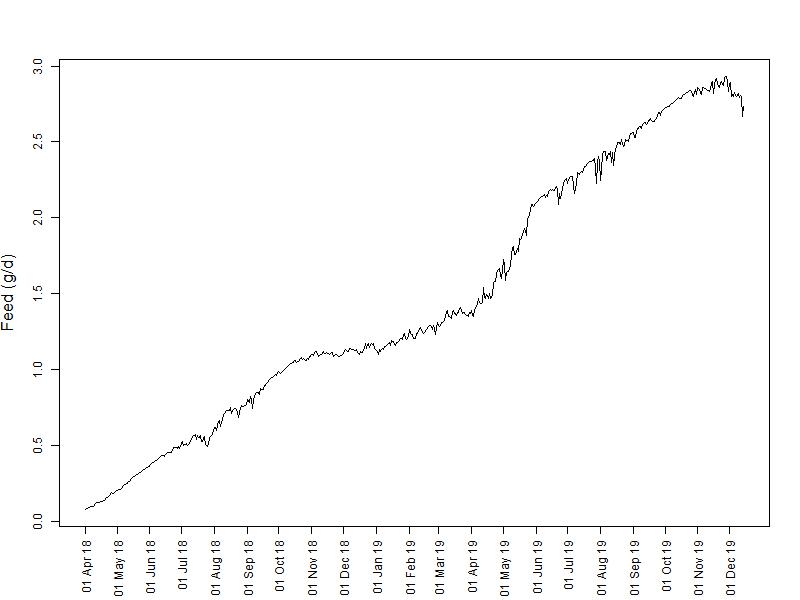 3.0
2.5
2.0
1.5
1.0
0.5
0.0
Feed (g/d)
01 Apr 18
01 May 18
01 Jun 18
01 Jul 18
01 Aug 18
01 Sep 18
01 Oct 18
01 Nov 18
01 Dec 18
01 Jan 19
01 Feb 19
01 Mar 19
01 Apr 19
01 May 19
01 Jun 19
01 Jul 19
01 Aug 19
01 Sep 19
01 Oct 19
01 Nov 19
01 Dec 19